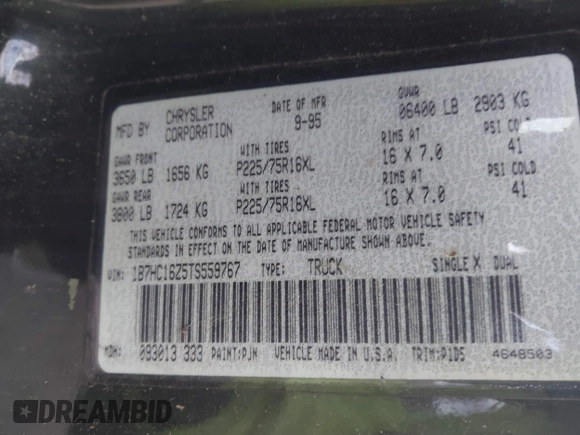 MFD BY CHRYSLER CORPORATION DATE OF MFR 9-95 GVWR 06400 LB 2903 KG
GAWR FRONT WITH TIRES RIMS AT PSI COLD
3650 LB 1656 KG P225/75R16XL 16 X 7.0 41
GAWR REAR WITH TIRES RIMS AT PSI COLD
3800 LB 1724 KG P225/75R16XL 16 X 7.0 41
THIS VEHICLE CONFORMS TO ALL APPLICABLE FEDERAL MOTOR VEHICLE SAFETY
STANDARDS IN EFFECT ON THE DATE OF MANUFACTURE SHOWN ABOVE.
VIN: 1B7HC16Z5TS559767 TYPE: TRUCK SINGLE X DUAL
MDH: 093013 333 PAINT:PJN VEHICLE MADE IN U.S.A. TRIM:P1D5 4648503
DREAMBID